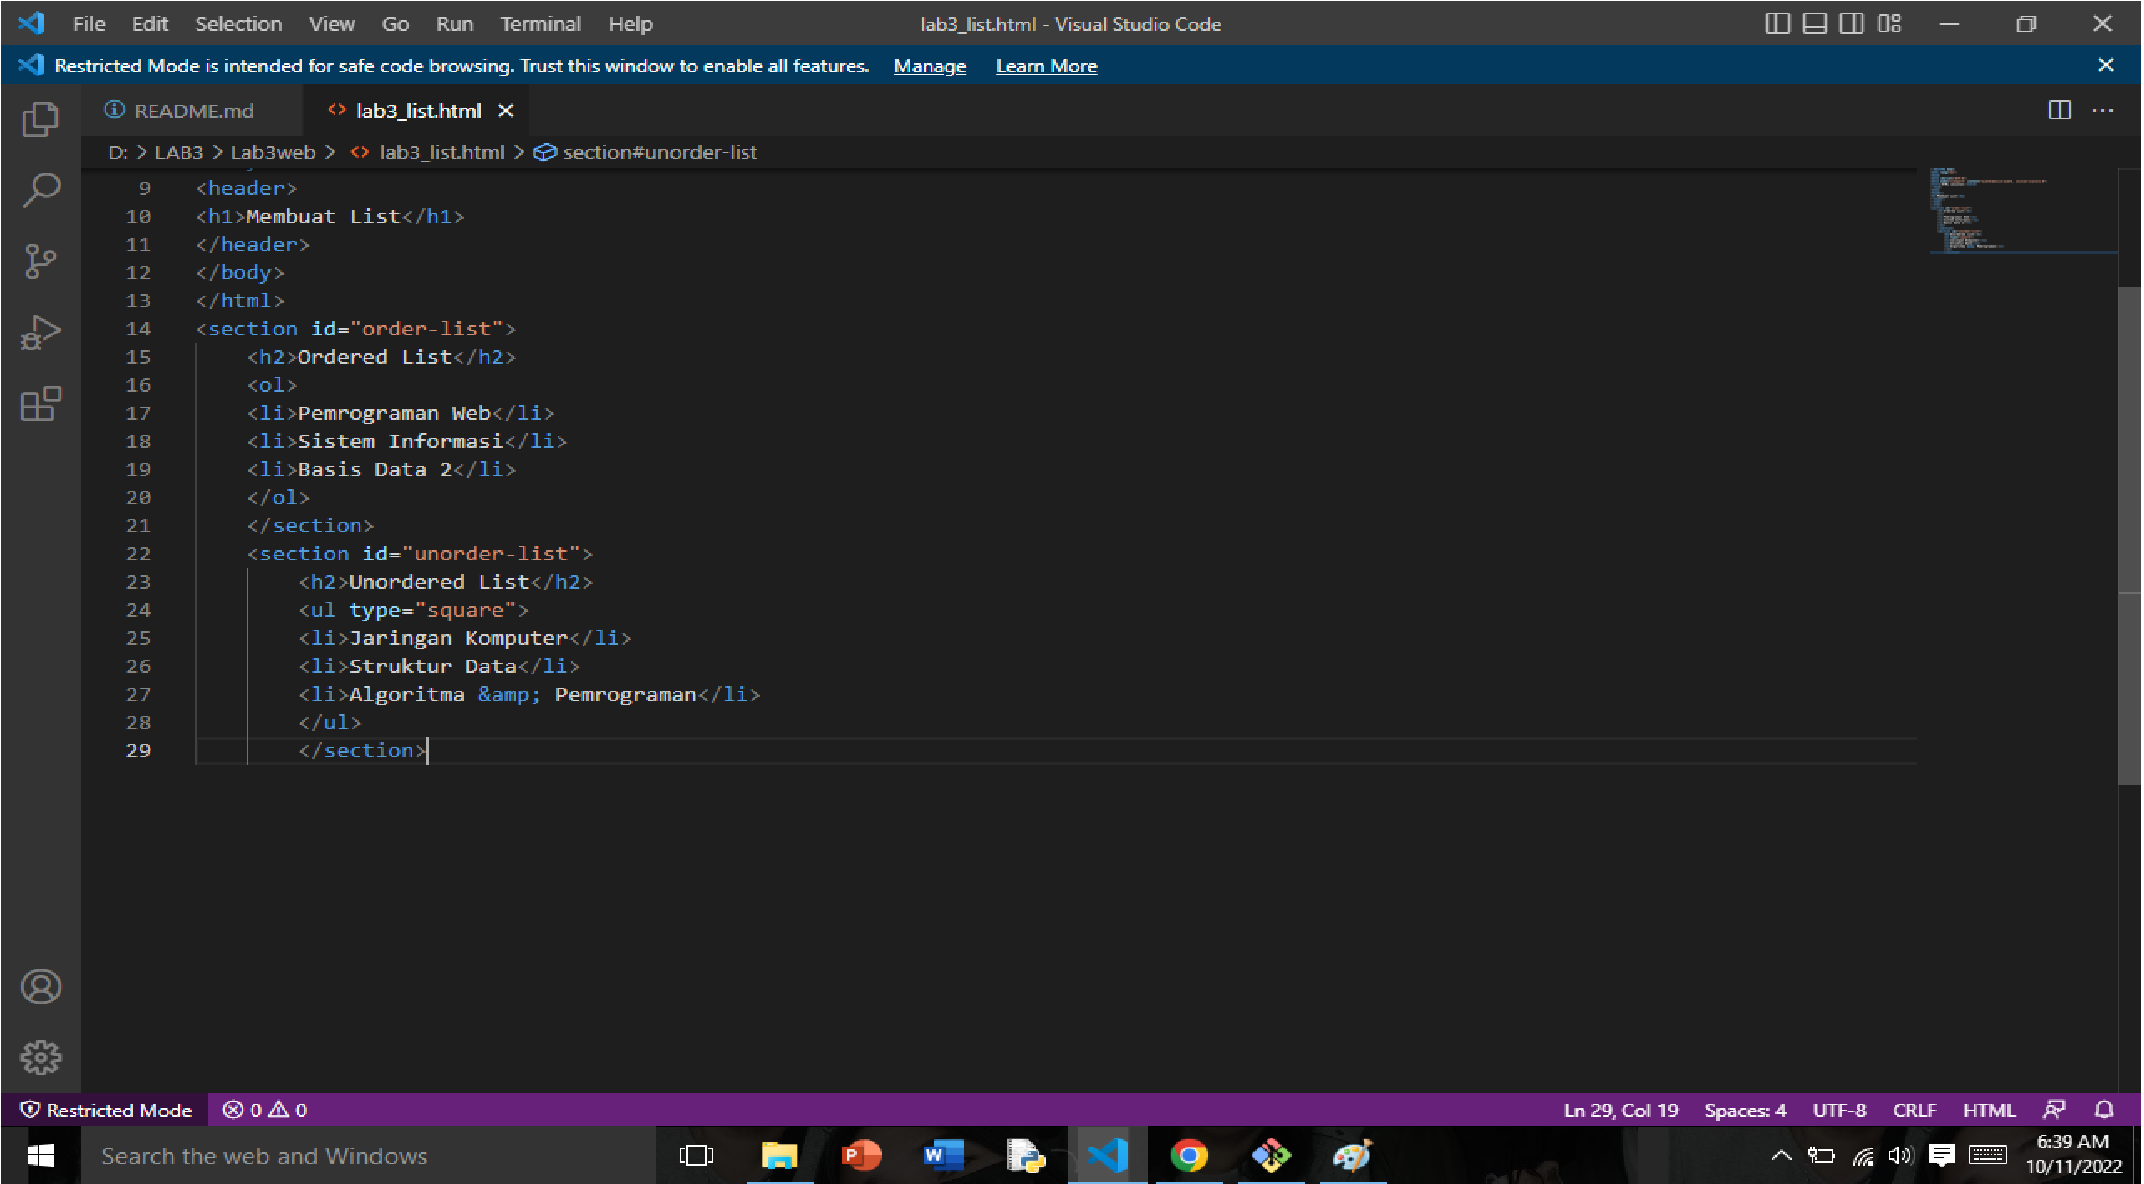 File Edit Selection View Go Run Terminal Help lab3_list.html - Visual Studio Code
Restricted Mode is intended for safe code browsing. Trust this window to enable all features. Manage Learn More
README.md lab3_list.html
D: > LAB3 > Lab3web > lab3_list.html > section#unorder-list
9 <header>
10 <h1>Membuat List</h1>
11 </header>
12 </body>
13 </html>
14 <section id="order-list">
15 <h2>Ordered List</h2>
16 <ol>
17 <li>Pemrograman Web</li>
18 <li>Sistem Informasi</li>
19 <li>Basis Data 2</li>
20 </ol>
21 </section>
22 <section id="unorder-list">
23 <h2>Unordered List</h2>
24 <ul type="square">
25 <li>Jaringan Komputer</li>
26 <li>Struktur Data</li>
27 <li>Algoritma &amp; Pemrograman</li>
28 </ul>
29 </section>
Restricted Mode 0 0 Ln 29, Col 19 Spaces: 4 UTF-8 CRLF HTML
Search the web and Windows
6:39 AM
10/11/2022